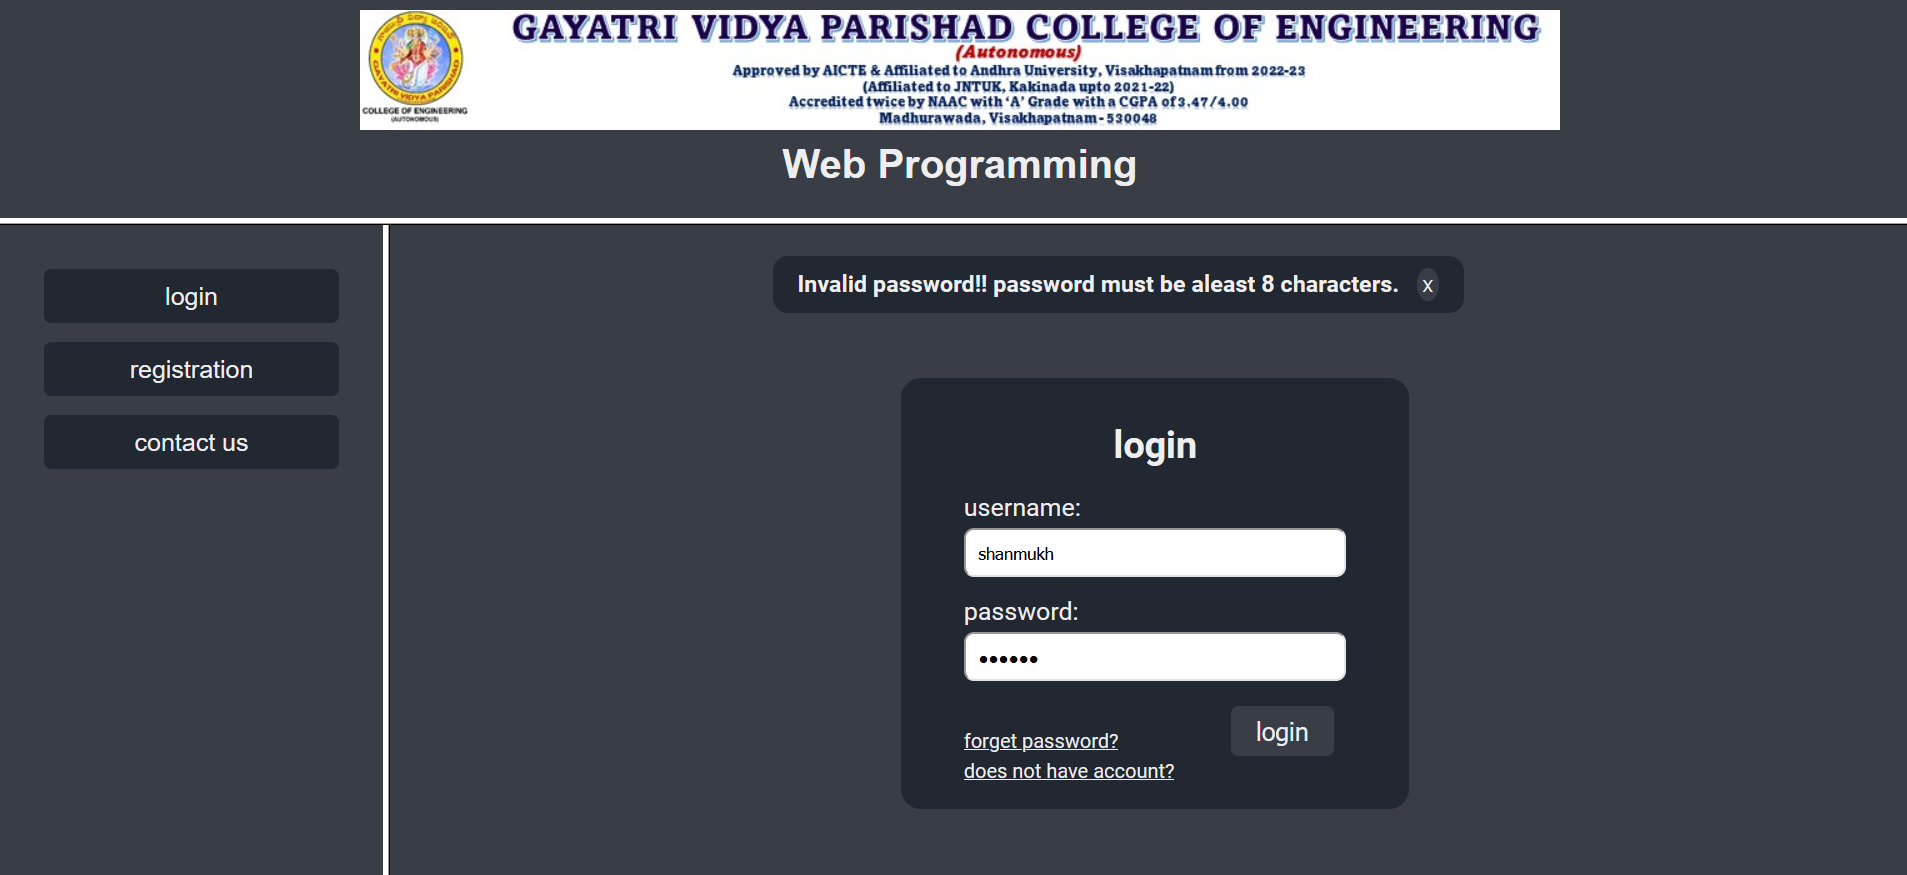 GAYATRI VIDYA PARISHAD COLLEGE OF ENGINEERING
(Autonomous)
Approved by AICTE & Affiliated to Andhra University, Visakhapatnam from 2022-23
(Affiliated to JNTUK, Kakinada upto 2021-22)
Accredited twice by NAAC with 'A' Grade with a CGPA of 3.47/4.00
Madhurawada, Visakhapatnam - 530048
GAYATRI VIDYA PARISHAD
COLLEGE OF ENGINEERING
(AUTONOMOUS)
Web Programming
login
registration
contact us
Invalid password!! password must be aleast 8 characters. x
login
username:
shanmukh
password:
••••••
login
forget password?
does not have account?